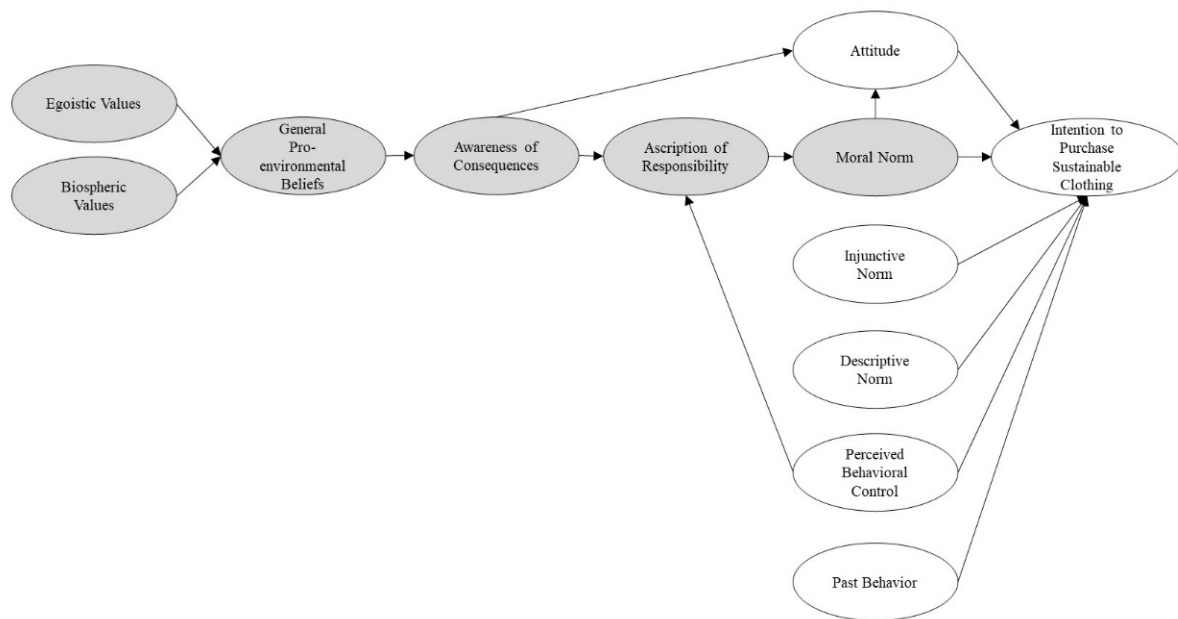 Attitude
Egoistic Values
General
Pro-
environmental
Beliefs
Awareness of
Consequences
Ascription of
Responsibility
Moral Norm
Intention to
Purchase
Sustainable
Clothing
Biospheric
Values
Injunctive
Norm
Descriptive
Norm
Perceived
Behavioral
Control
Past Behavior